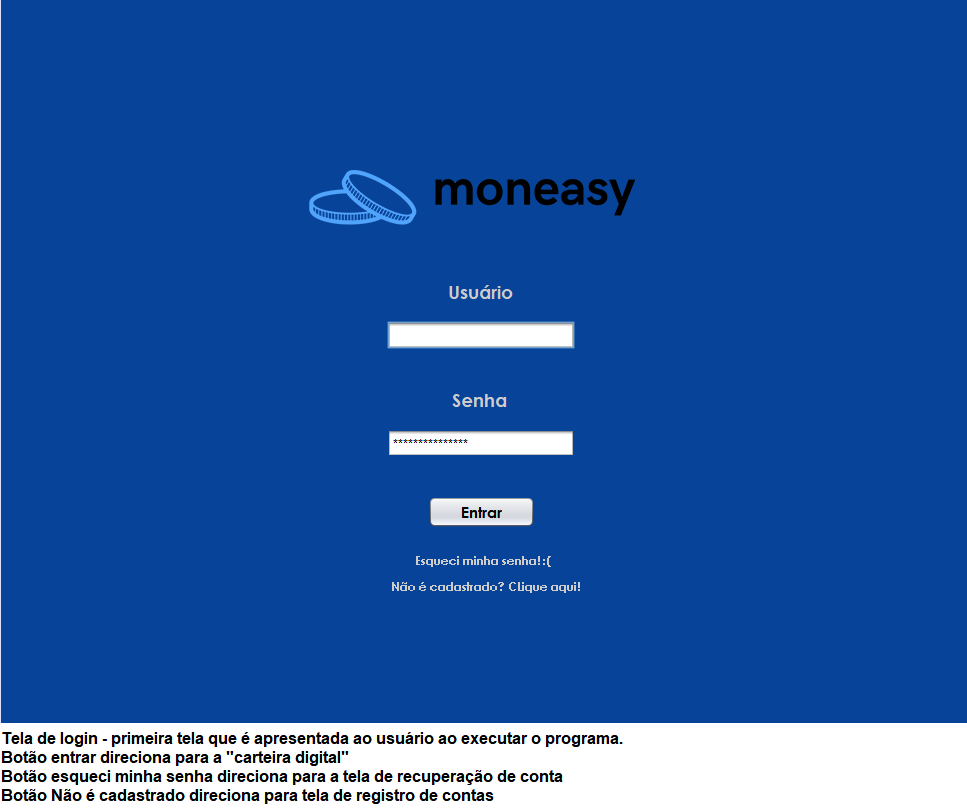 moneasy
Usuário
Senha
***************
Entrar
Esqueci minha senha!:(
Não é cadastrado? Clique aqui!
Tela de login - primeira tela que é apresentada ao usuário ao executar o programa.
Botão entrar direciona para a "carteira digital"
Botão esqueci minha senha direciona para a tela de recuperação de conta
Botão Não é cadastrado direciona para tela de registro de contas